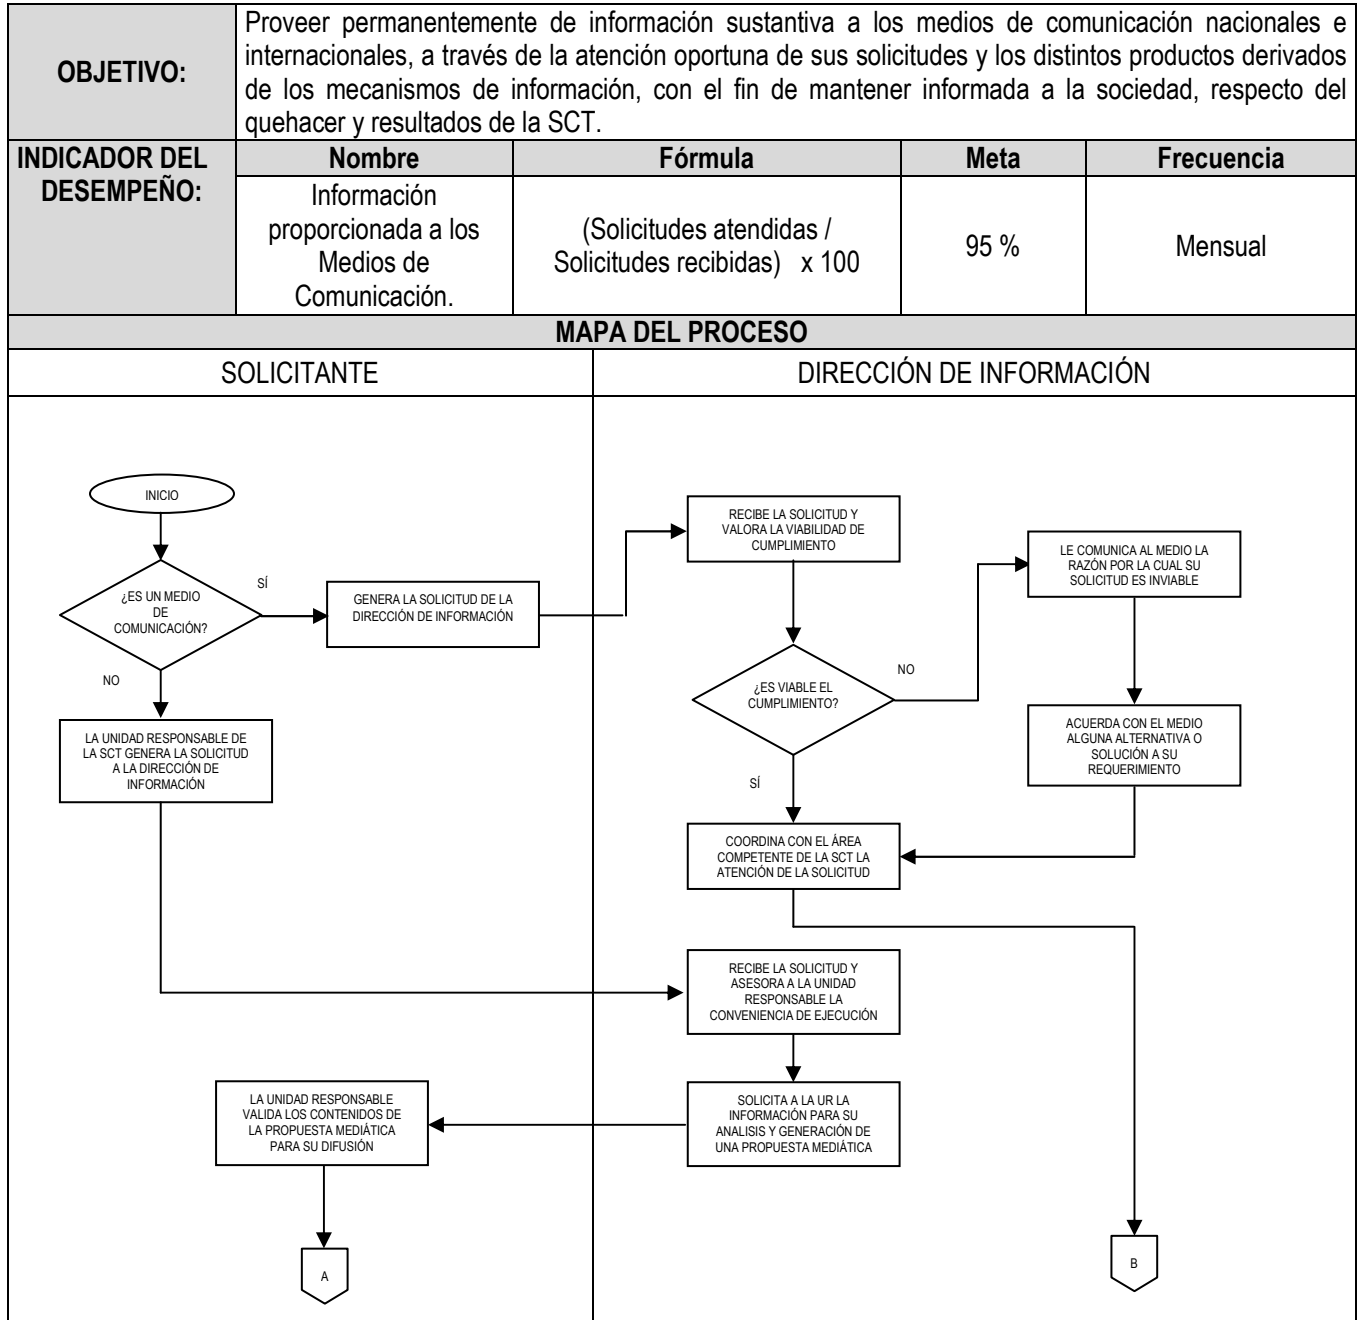 OBJETIVO:
Proveer permanentemente de información sustantiva a los medios de comunicación nacionales e
internacionales, a través de la atención oportuna de sus solicitudes y los distintos productos derivados
de los mecanismos de información, con el fin de mantener informada a la sociedad, respecto del
quehacer y resultados de la SCT.
INDICADOR DEL
DESEMPEÑO:
Nombre
Fórmula
Meta
Frecuencia
Información
proporcionada a los
Medios de
Comunicación.
(Solicitudes atendidas /
Solicitudes recibidas) x 100
95 %
Mensual
MAPA DEL PROCESO
SOLICITANTE
DIRECCIÓN DE INFORMACIÓN
INICIO
¿ES UN MEDIO
DE
COMUNICACIÓN?
SÍ
NO
GENERA LA SOLICITUD DE LA
DIRECCIÓN DE INFORMACIÓN
LA UNIDAD RESPONSABLE DE
LA SCT GENERA LA SOLICITUD
A LA DIRECCIÓN DE
INFORMACIÓN
RECIBE LA SOLICITUD Y
VALORA LA VIABILIDAD DE
CUMPLIMIENTO
LE COMUNICA AL MEDIO LA
RAZÓN POR LA CUAL SU
SOLICITUD ES INVIABLE
¿ES VIABLE EL
CUMPLIMIENTO?
NO
SÍ
ACUERDA CON EL MEDIO
ALGUNA ALTERNATIVA O
SOLUCIÓN A SU
REQUERIMIENTO
COORDINA CON EL ÁREA
COMPETENTE DE LA SCT LA
ATENCIÓN DE LA SOLICITUD
RECIBE LA SOLICITUD Y
ASESORA A LA UNIDAD
RESPONSABLE LA
CONVENIENCIA DE EJECUCIÓN
SOLICITA A LA UR LA
INFORMACIÓN PARA SU
ANALISIS Y GENERACIÓN DE
UNA PROPUESTA MEDIÁTICA
LA UNIDAD RESPONSABLE
VALIDA LOS CONTENIDOS DE
LA PROPUESTA MEDIÁTICA
PARA SU DIFUSIÓN
A
B